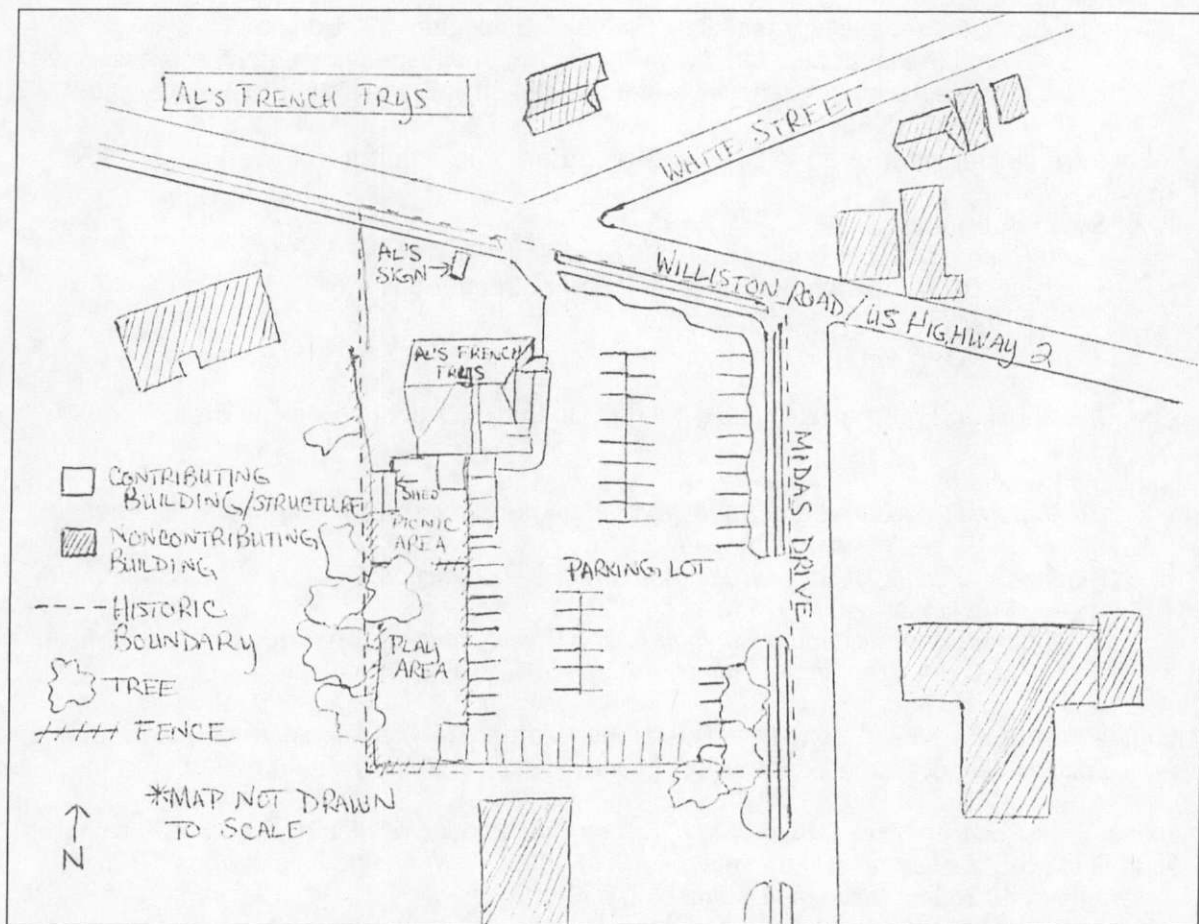 AL'S FRENCH FRYS
WHITE STREET
AL'S
SIGN
WILLISTON ROAD/US HIGHWAY 2
AL'S FRENCH
FRYS
MIDAS DRIVE
SHED
PICNIC
AREA
PARKING LOT
PLAY
AREA
CONTRIBUTING
BUILDING/STRUCTURE
NONCONTRIBUTING
BUILDING
HISTORIC
BOUNDARY
TREE
FENCE
*MAP NOT DRAWN
TO SCALE
N